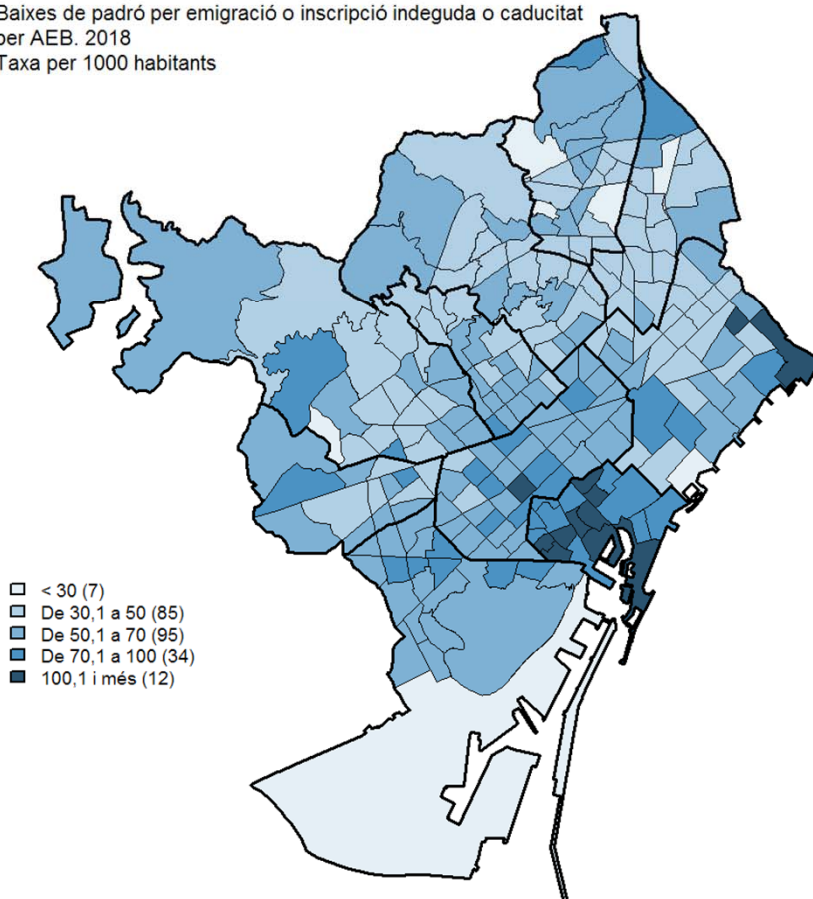 Baixes de padró per emigració o inscripció indeguda o caducitat
per AEB. 2018
Taxa per 1000 habitants
< 30 (7)
De 30,1 a 50 (85)
De 50,1 a 70 (95)
De 70,1 a 100 (34)
100,1 i més (12)